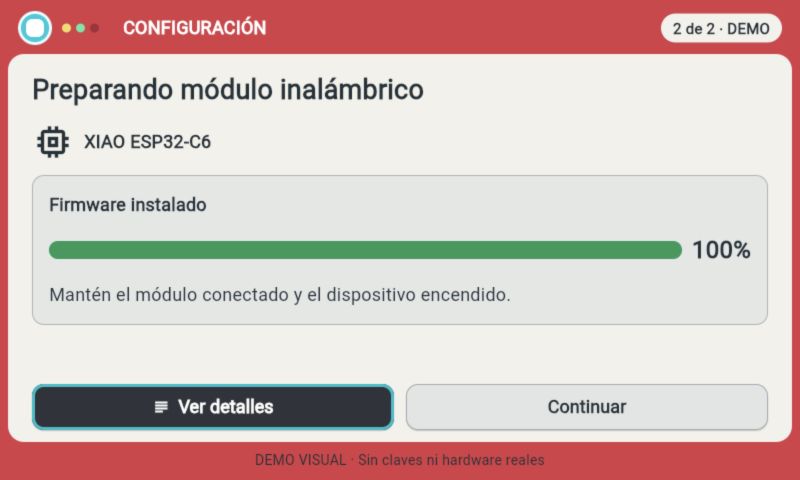 CONFIGURACIÓN
2 de 2 · DEMO
Preparando módulo inalámbrico
XIAO ESP32-C6
Firmware instalado
100%
Mantén el módulo conectado y el dispositivo encendido.
Ver detalles
Continuar
DEMO VISUAL · Sin claves ni hardware reales